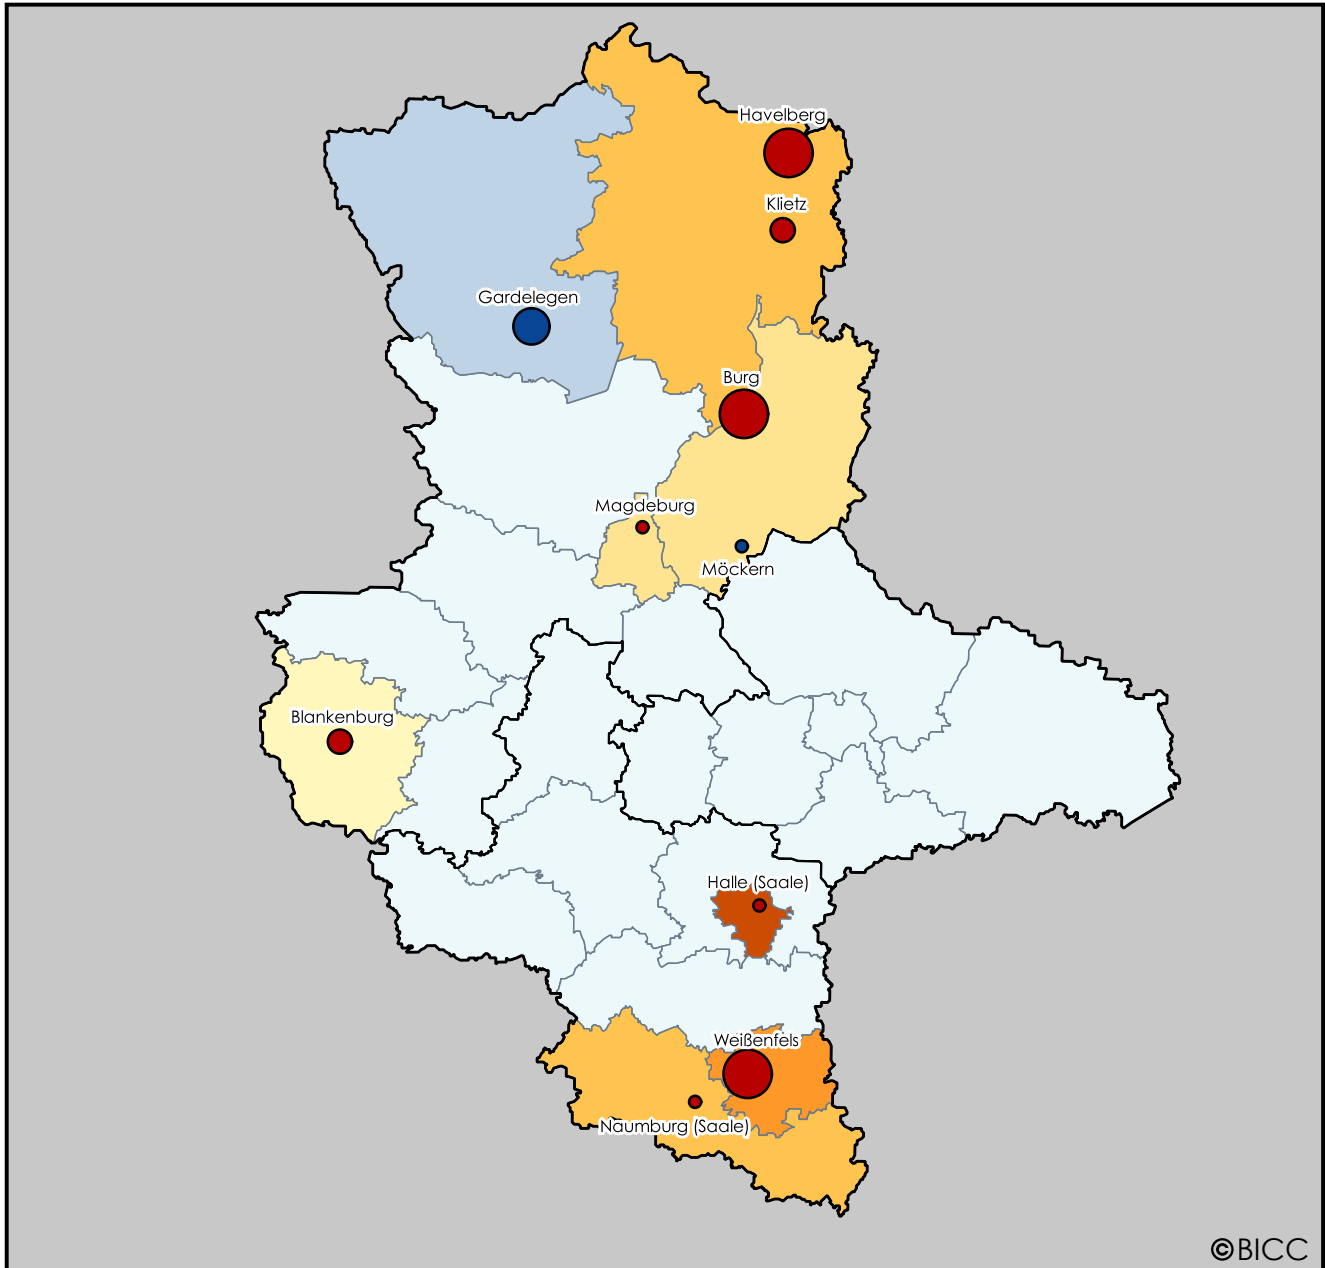 Havelberg
Klietz
Gardelegen
Burg
Magdeburg
Möckern
Blankenburg
Halle (Saale)
Weißenfels
Naumburg (Saale)
©BICC